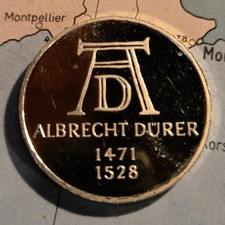 Montpellier
AD
ALBRECHT DÜRER
1471
1528